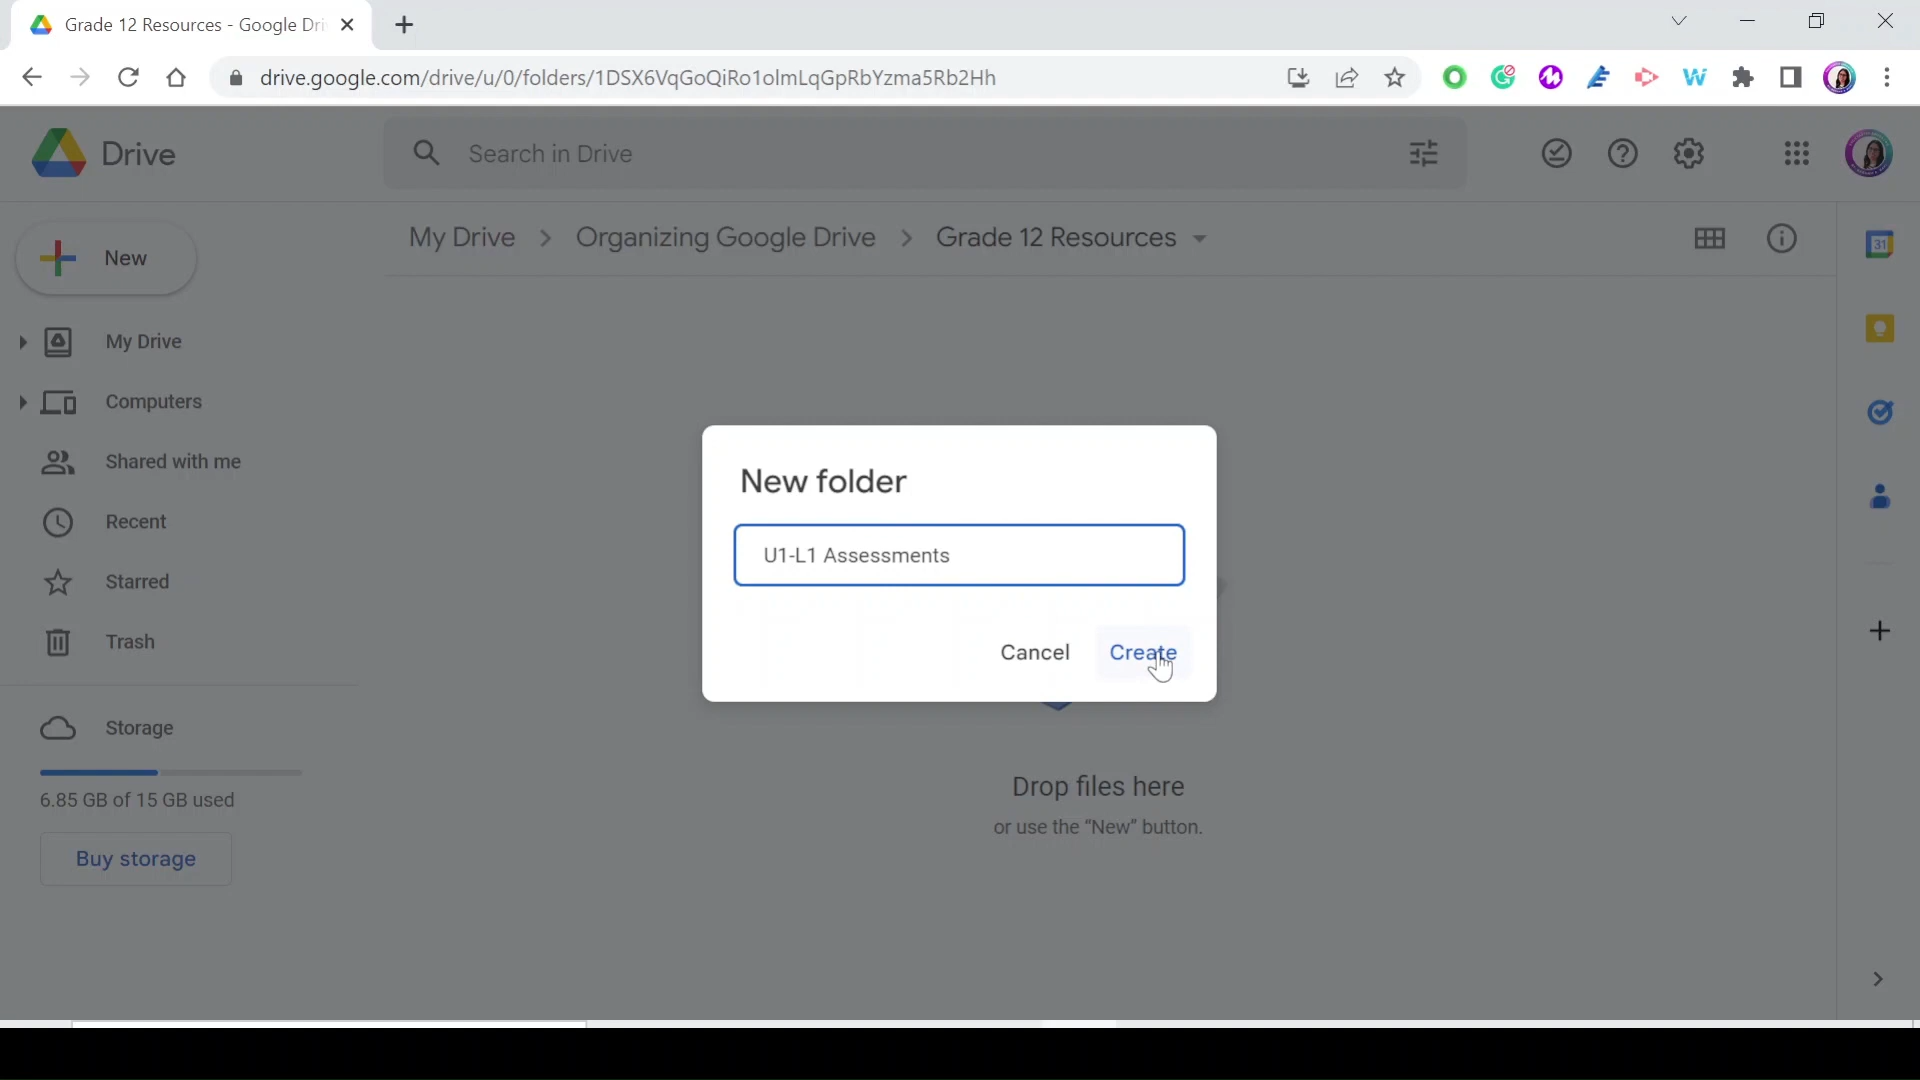 Grade 12 Resources - Google Dri
drive.google.com/drive/u/0/folders/1DSX6VqGoQiRo1olmLqGpRbYzma5Rb2Hh
Drive
Search in Drive
New
My Drive
Organizing Google Drive
Grade 12 Resources
31
My Drive
Computers
Shared with me
Recent
Starred
Trash
Storage
6.85 GB of 15 GB used
Buy storage
New folder
U1-L1 Assessments
Cancel
Create
Drop files here
or use the “New” button.